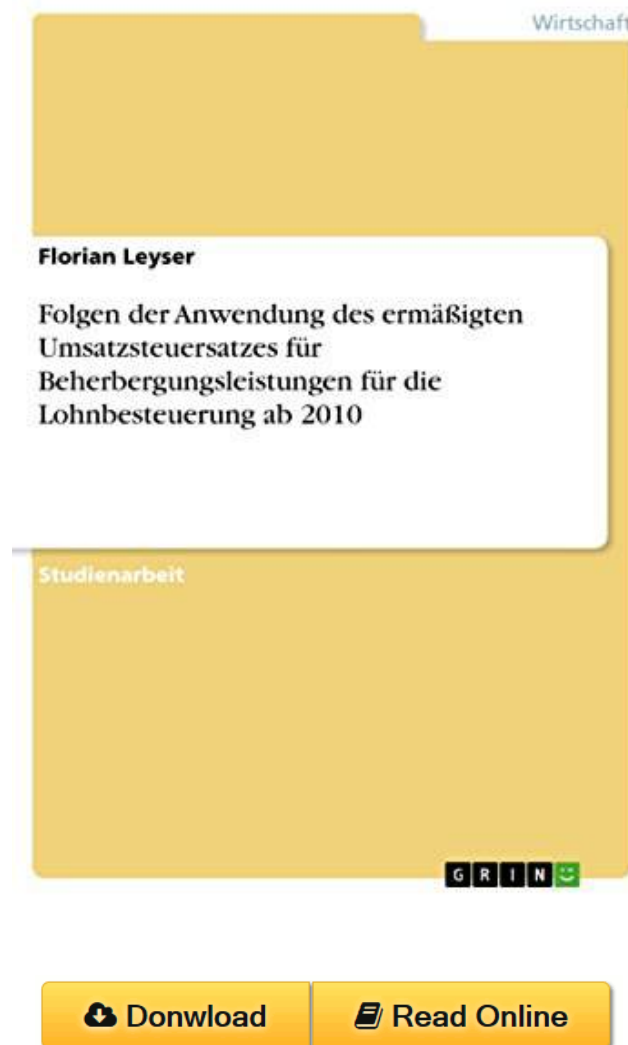 Wirtschaft
Florian Leyser
Folgen der Anwendung des ermäßigten
Umsatzsteuersatzes für
Beherbergungsleistungen für die
Lohnbesteuerung ab 2010
Studienarbeit
GRIN
Donwload
Read Online